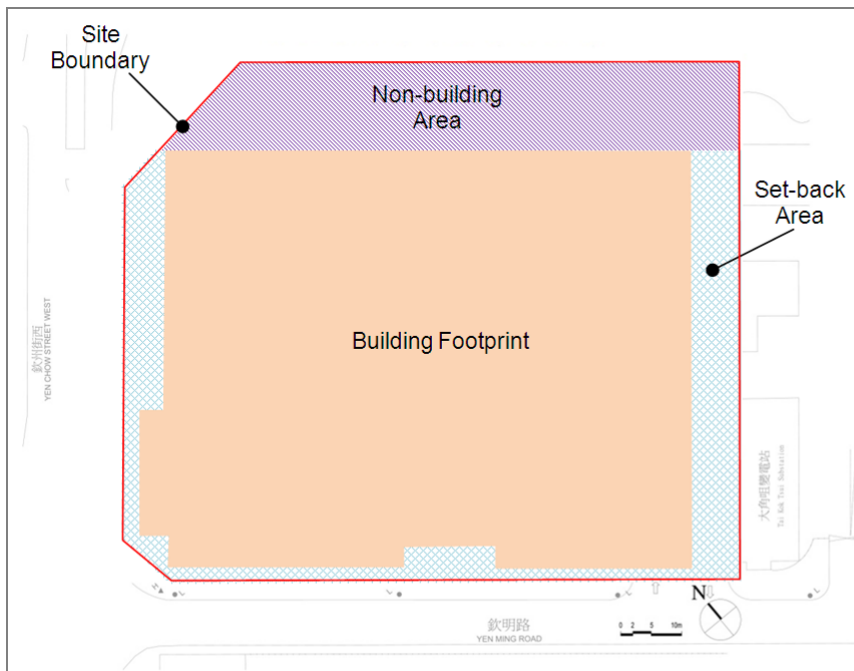 Site
Boundary
Non-building
Area
Set-back
Area
Building Footprint
欽州街西
YEN CHOW STREET WEST
大角咀變電站
Tai Kok Tsui Substation
N
0 2 5 10m
欽明路
YEN MING ROAD